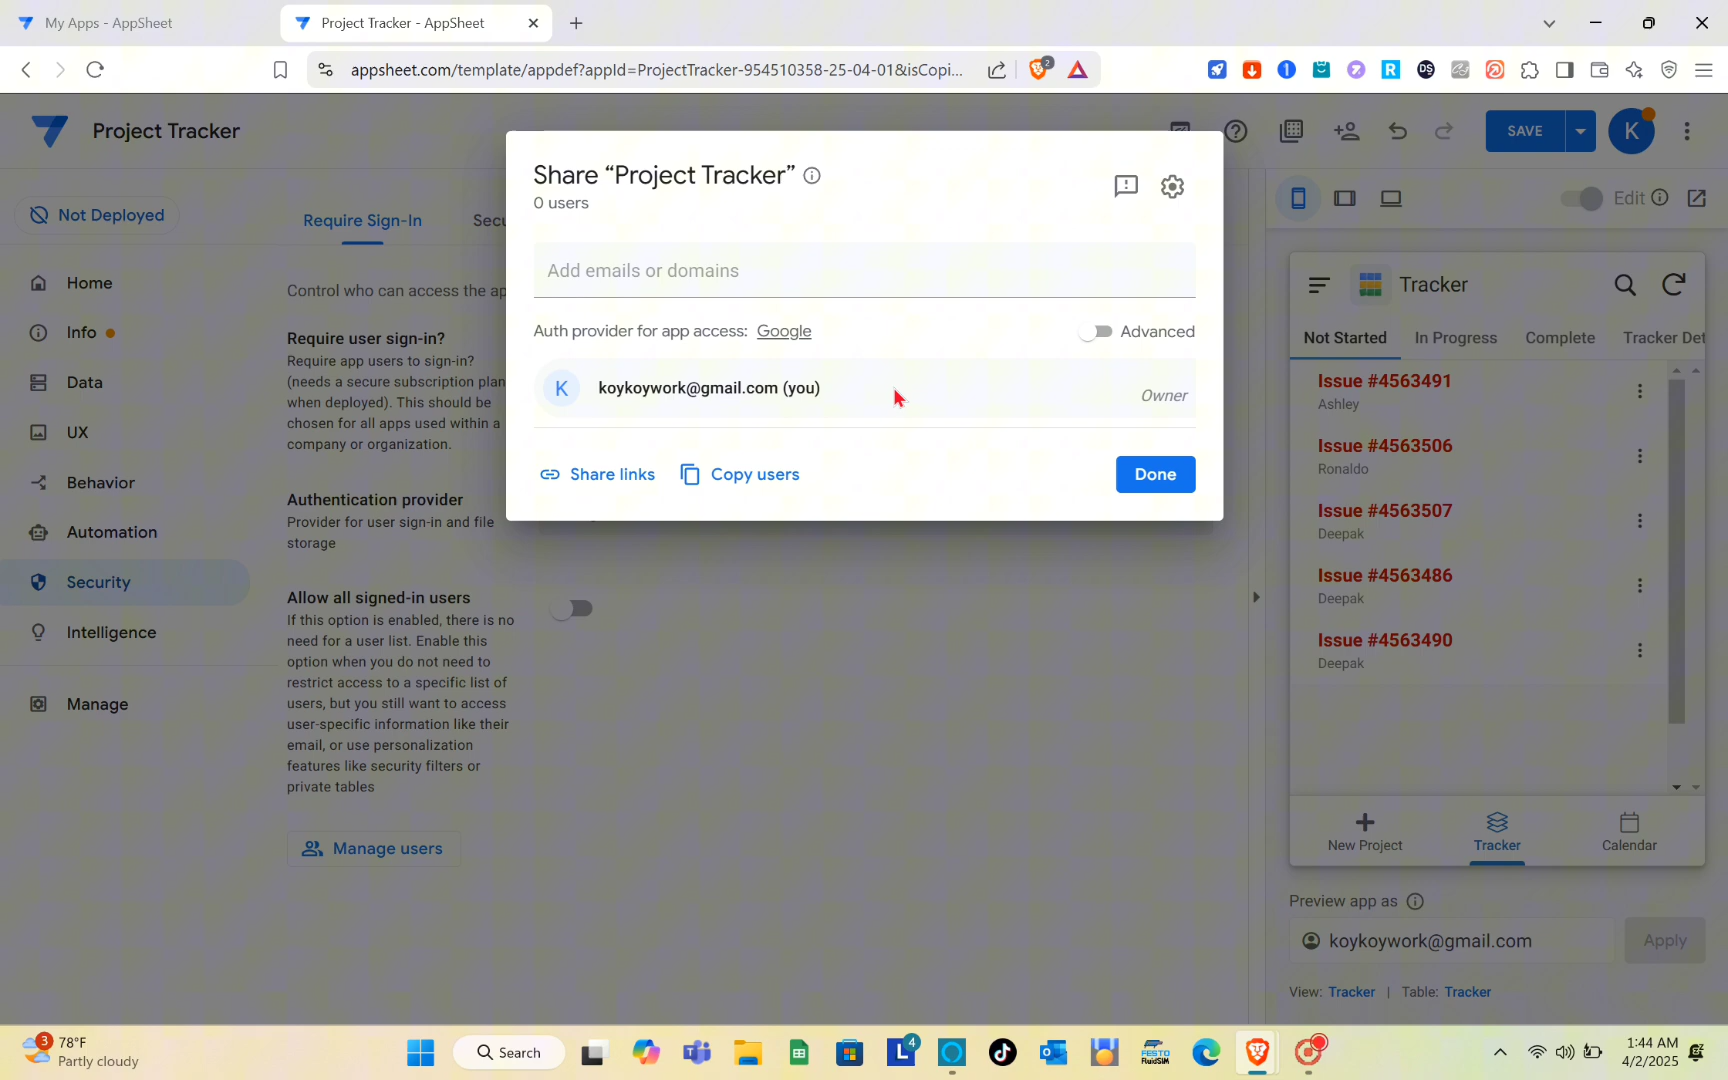 My Apps - AppSheet
Project Tracker - AppSheet
appsheet.com/template/appdef?appId=ProjectTracker-954510358-25-04-01&isCopi...
2
Project Tracker
SAVE
K
Not Deployed
Require Sign-In
Secu
Edit
Home
Info
Data
UX
Behavior
Automation
Security
Intelligence
Manage
Control who can access the ap
Require user sign-in?
Require app users to sign-in?
(needs a secure subscription plan
when deployed). This should be
chosen for all apps used within a
company or organization.
Authentication provider
Provider for user sign-in and file
storage
Allow all signed-in users
If this option is enabled, there is no
need for a user list. Enable this
option when you do not need to
restrict access to a specific list of
users, but you still want to access
user-specific information like their
email, or use personalization
features like security filters or
private tables
Manage users
Share “Project Tracker”
0 users
Add emails or domains
Auth provider for app access: Google
Advanced
K
koykoywork@gmail.com (you)
Owner
Share links
Copy users
Done
Tracker
Not Started
In Progress
Complete
Tracker Det
Issue #4563491
Ashley
Issue #4563506
Ronaldo
Issue #4563507
Deepak
Issue #4563486
Deepak
Issue #4563490
Deepak
New Project
Tracker
Calendar
Preview app as
koykoywork@gmail.com
Apply
View: Tracker | Table: Tracker
3
78°F
Partly cloudy
Search
L
4
FESTO
FluidSIM
1:44 AM
4/2/2025